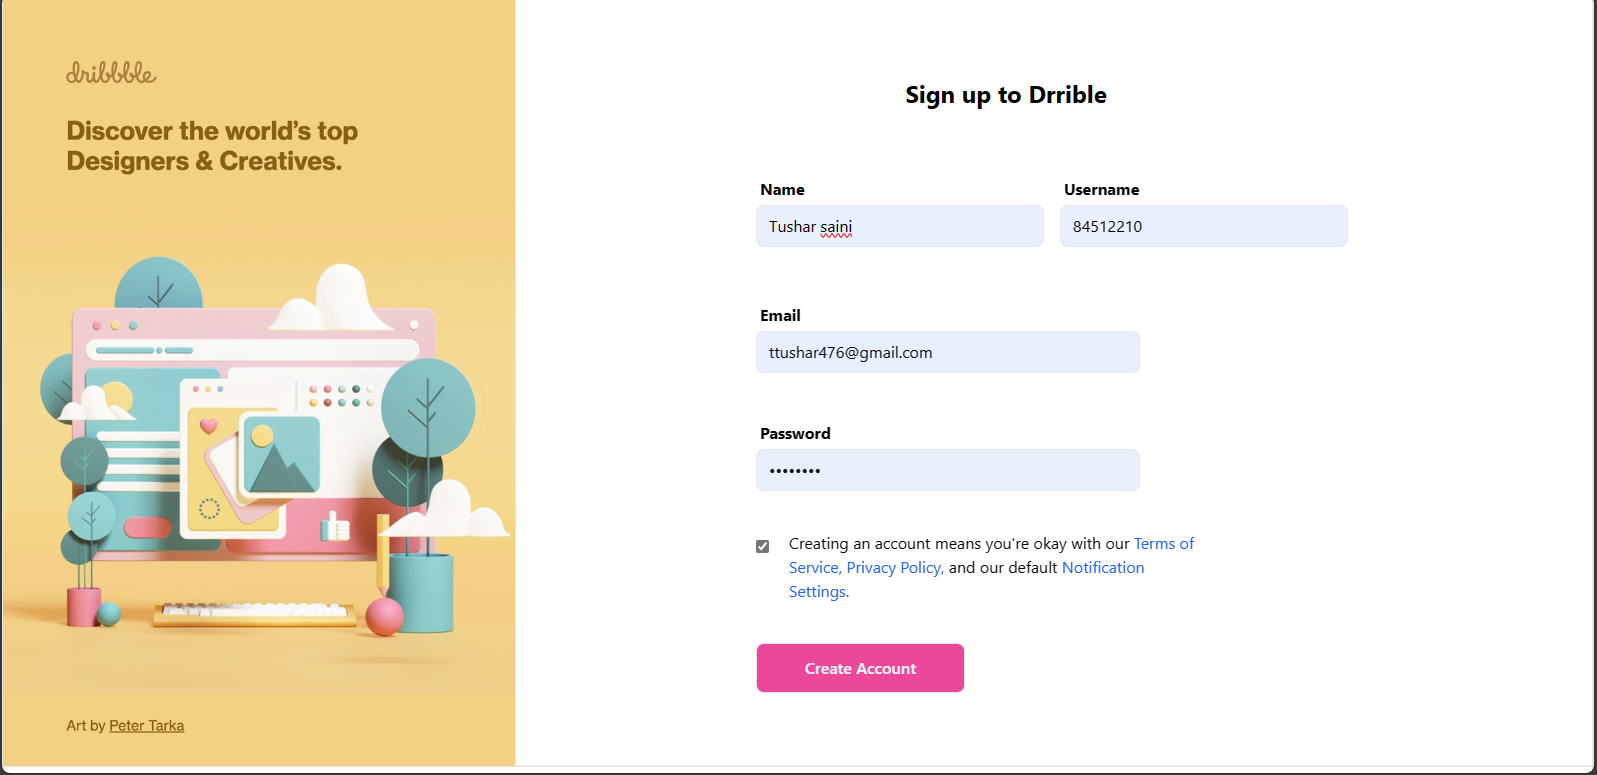 dribbble
Discover the world’s top
Designers & Creatives.
Art by Peter Tarka
Sign up to Drrible
Name
Username
Tushar saini
84512210
Email
ttushar476@gmail.com
Password
••••••••
Creating an account means you're okay with our Terms of
Service, Privacy Policy, and our default Notification
Settings.
Create Account